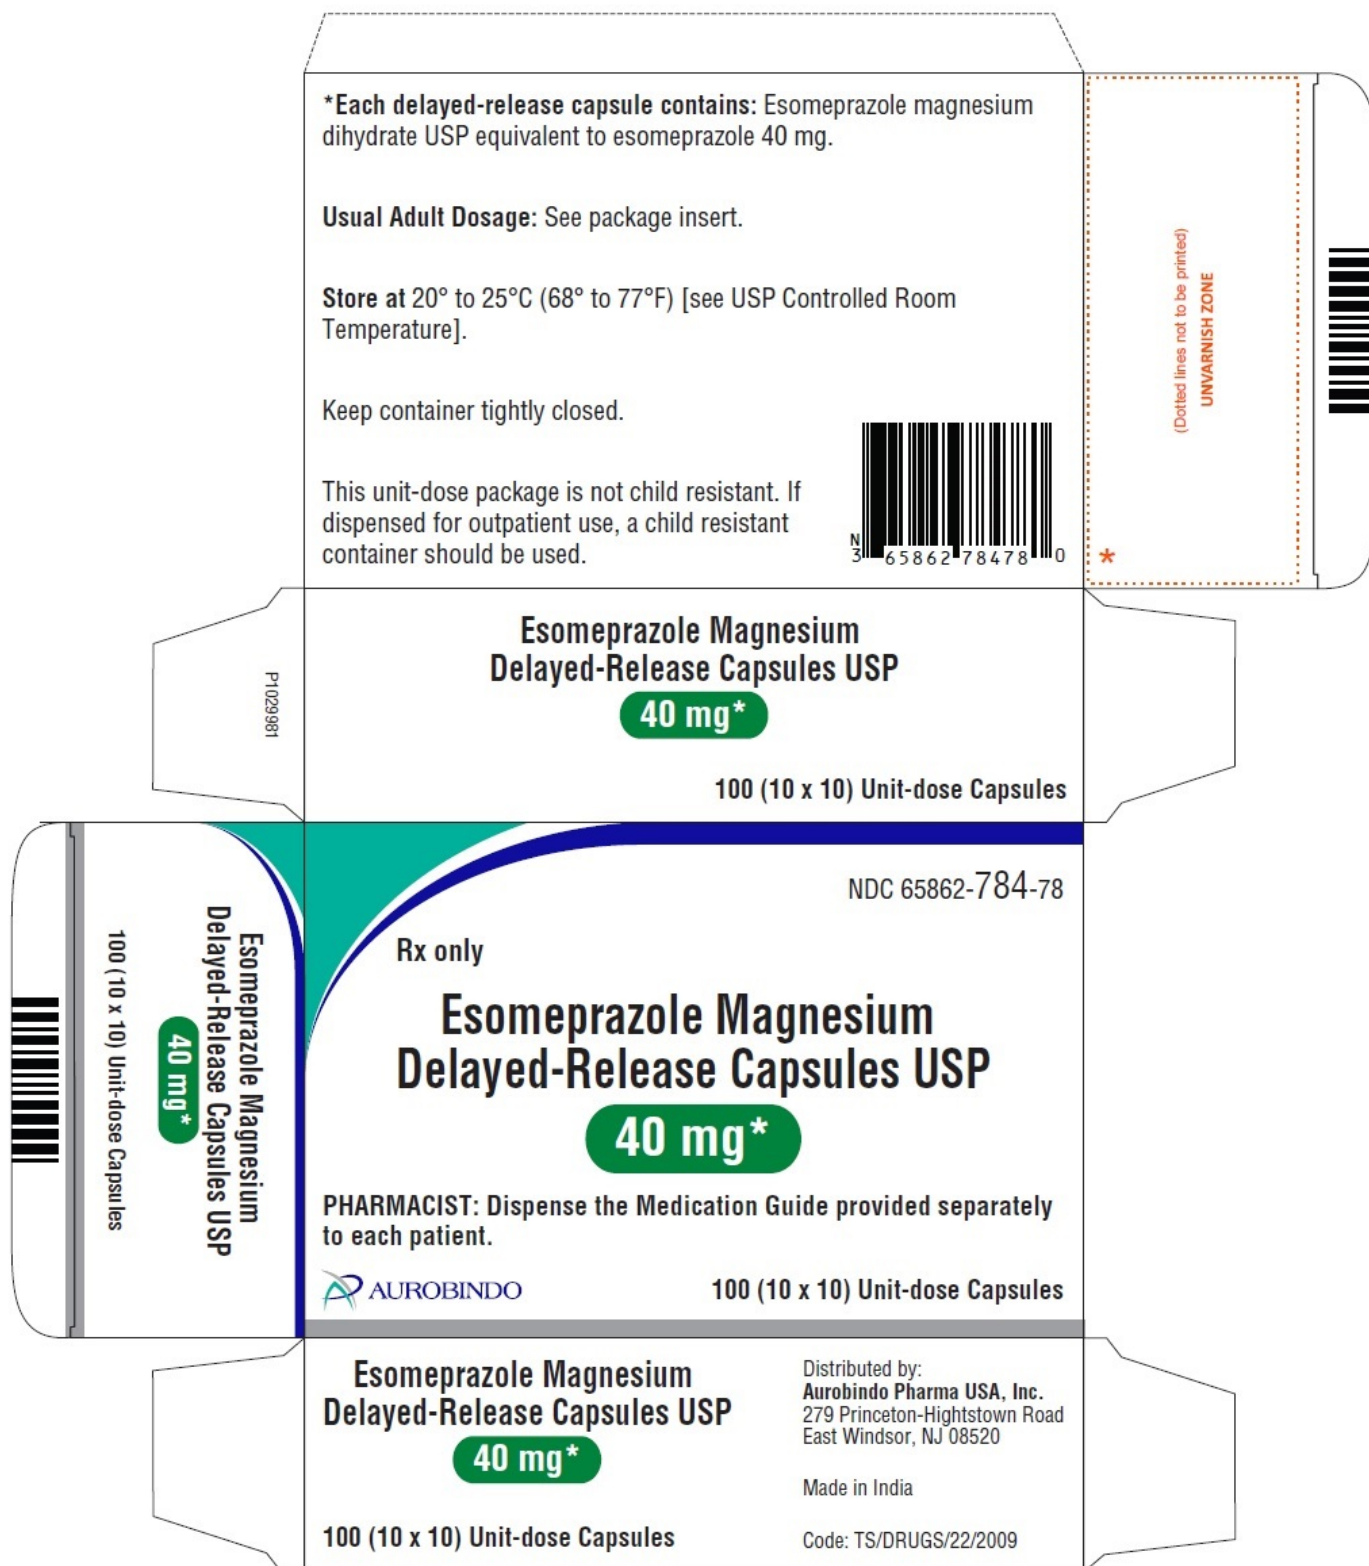 *Each delayed-release capsule contains: Esomeprazole magnesium
dihydrate USP equivalent to esomeprazole 40 mg.
Usual Adult Dosage: See package insert.
Store at 20° to 25°C (68° to 77°F) [see USP Controlled Room
Temperature].
Keep container tightly closed.
This unit-dose package is not child resistant. If
dispensed for outpatient use, a child resistant
container should be used.
N
3 65862 78478 0
(Dotted lines not to be printed)
UNVARNISH ZONE
*
P1029981
Esomeprazole Magnesium
Delayed-Release Capsules USP
40 mg*
100 (10 x 10) Unit-dose Capsules
Esomeprazole Magnesium
Delayed-Release Capsules USP
40 mg*
100 (10 x 10) Unit-dose Capsules
NDC 65862-784-78
Rx only
Esomeprazole Magnesium
Delayed-Release Capsules USP
40 mg*
PHARMACIST: Dispense the Medication Guide provided separately
to each patient.
AUROBINDO
100 (10 x 10) Unit-dose Capsules
Esomeprazole Magnesium
Delayed-Release Capsules USP
40 mg*
100 (10 x 10) Unit-dose Capsules
Distributed by:
Aurobindo Pharma USA, Inc.
279 Princeton-Hightstown Road
East Windsor, NJ 08520
Made in India
Code: TS/DRUGS/22/2009